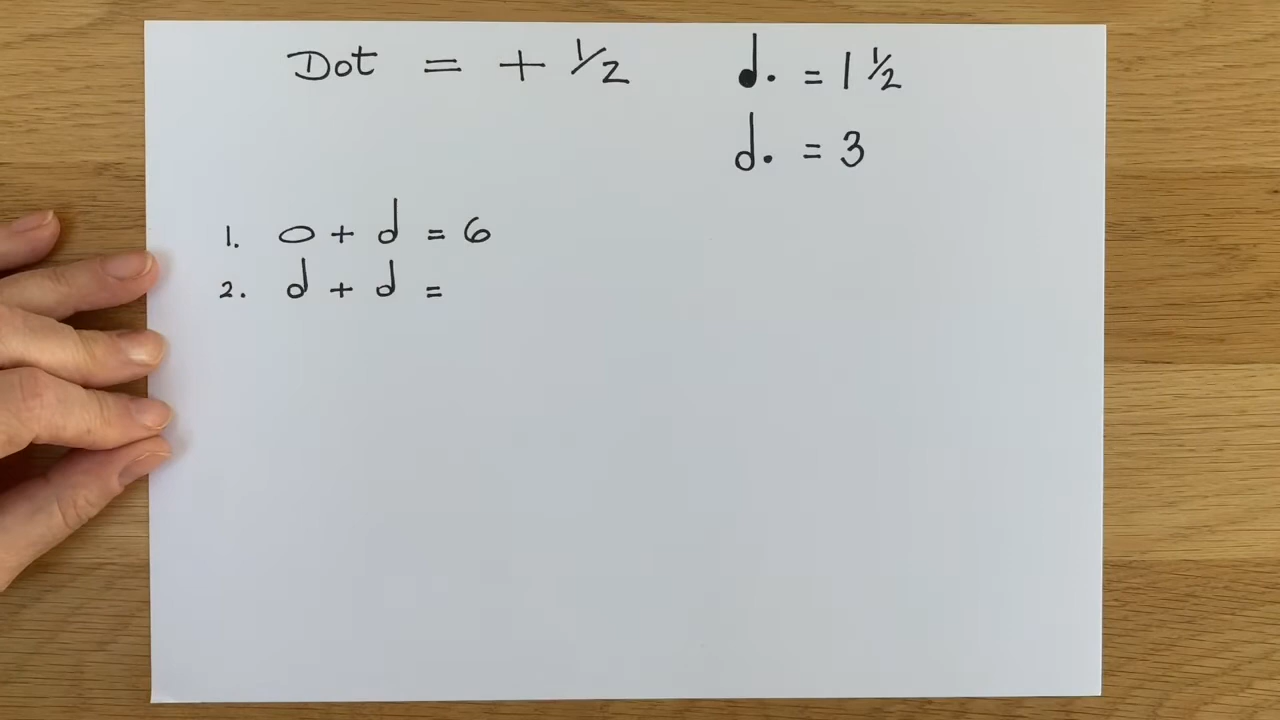 Dot = + 1/2
𝅘𝅥. = 1 1/2
𝅗𝅥. = 3
1. 𝅝 + 𝅗𝅥 = 6
2. 𝅗𝅥 + 𝅗𝅥 =